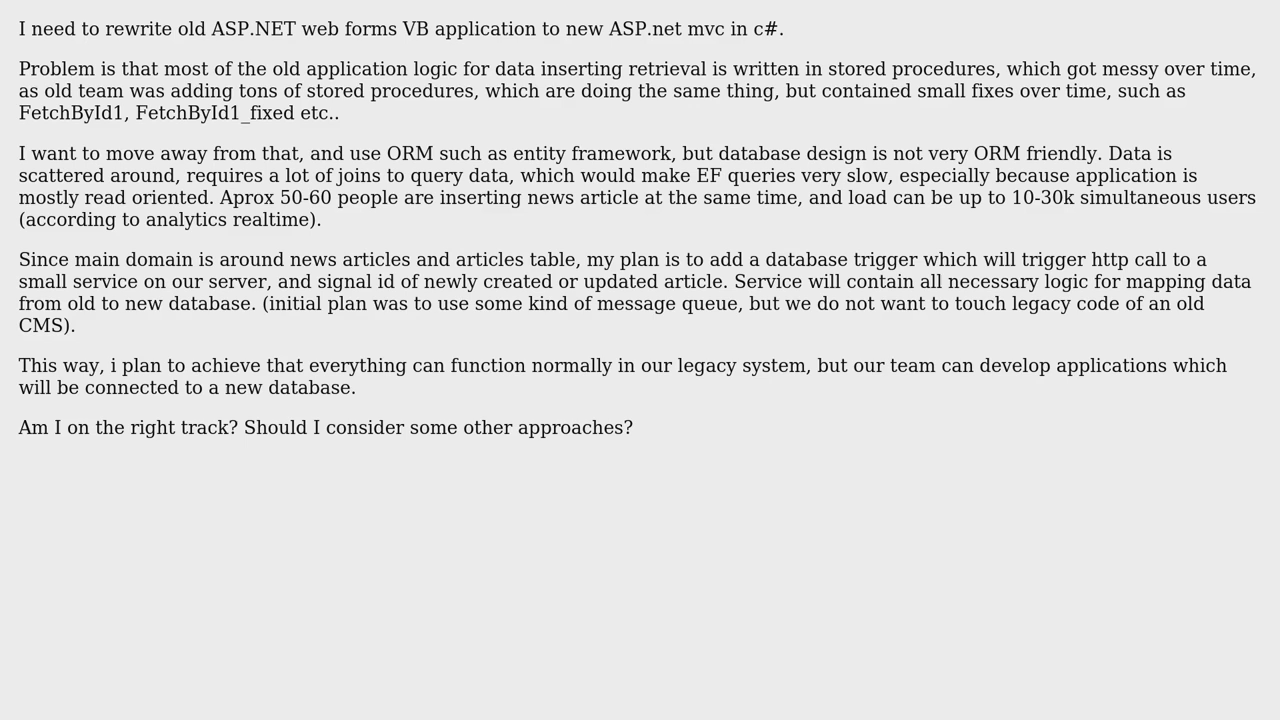 I need to rewrite old ASP.NET web forms VB application to new ASP.net mvc in c#.
Problem is that most of the old application logic for data inserting retrieval is written in stored procedures, which got messy over time,
as old team was adding tons of stored procedures, which are doing the same thing, but contained small fixes over time, such as
FetchById1, FetchById1_fixed etc..
I want to move away from that, and use ORM such as entity framework, but database design is not very ORM friendly. Data is
scattered around, requires a lot of joins to query data, which would make EF queries very slow, especially because application is
mostly read oriented. Aprox 50-60 people are inserting news article at the same time, and load can be up to 10-30k simultaneous users
(according to analytics realtime).
Since main domain is around news articles and articles table, my plan is to add a database trigger which will trigger http call to a
small service on our server, and signal id of newly created or updated article. Service will contain all necessary logic for mapping data
from old to new database. (initial plan was to use some kind of message queue, but we do not want to touch legacy code of an old
CMS).
This way, i plan to achieve that everything can function normally in our legacy system, but our team can develop applications which
will be connected to a new database.
Am I on the right track? Should I consider some other approaches?